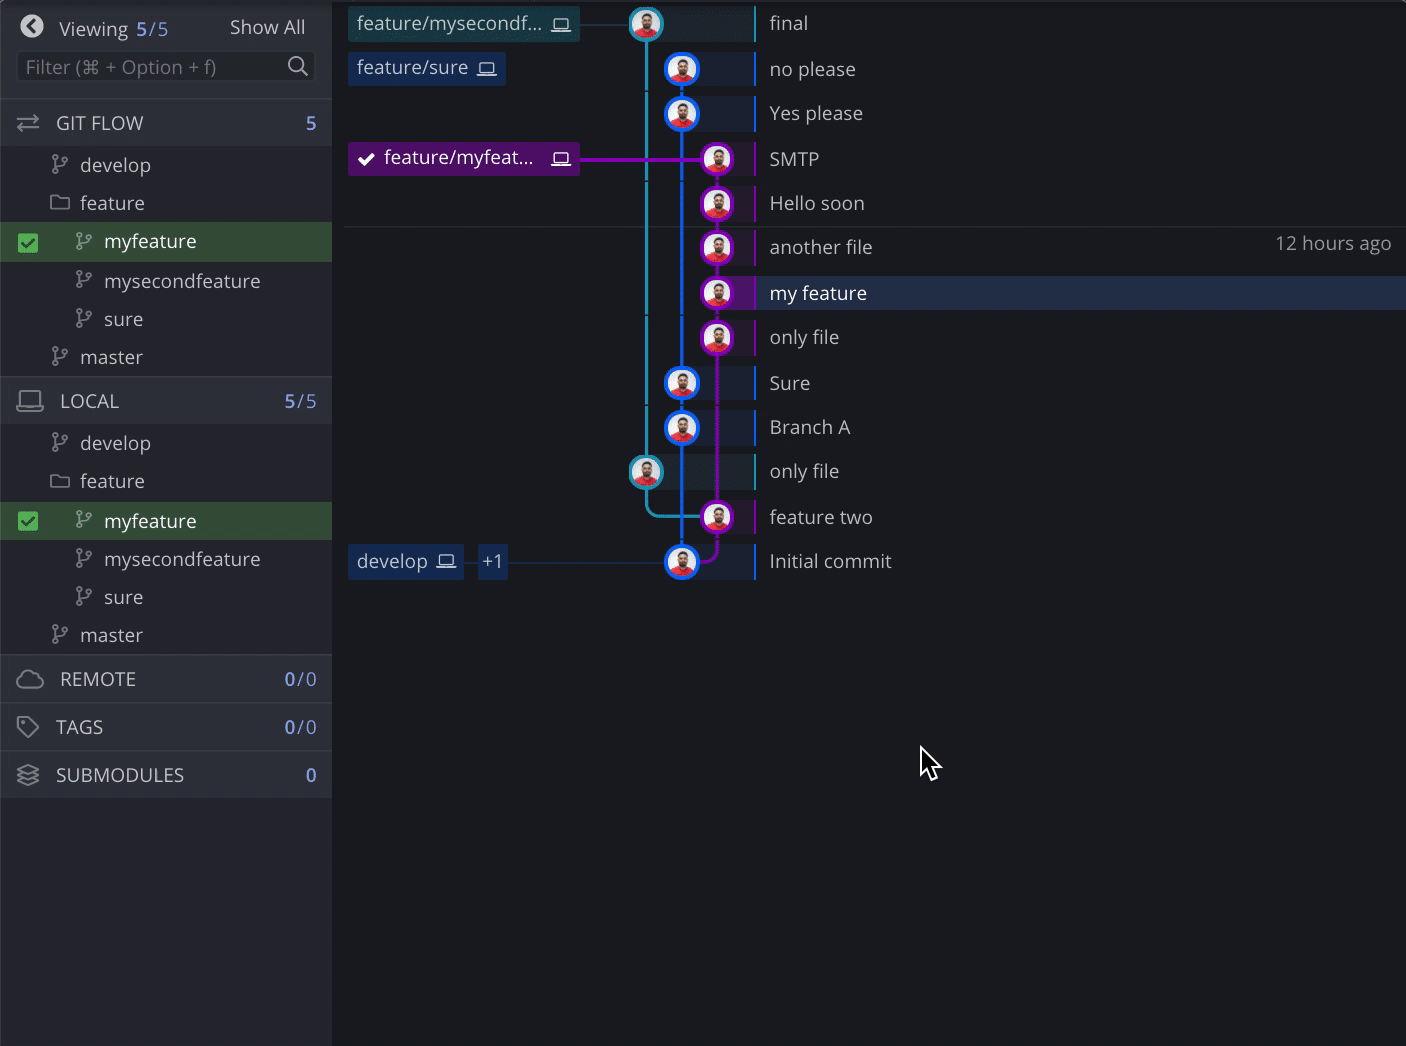 Viewing 5/5 Show All
Filter (⌘ + Option + f)
GIT FLOW 5
develop
feature
myfeature
mysecondfeature
sure
master
LOCAL 5/5
develop
feature
myfeature
mysecondfeature
sure
master
REMOTE 0/0
TAGS 0/0
SUBMODULES 0
feature/mysecondf... final
feature/sure no please
Yes please
feature/myfeat... SMTP
Hello soon
another file 12 hours ago
my feature
only file
Sure
Branch A
only file
feature two
develop +1 Initial commit